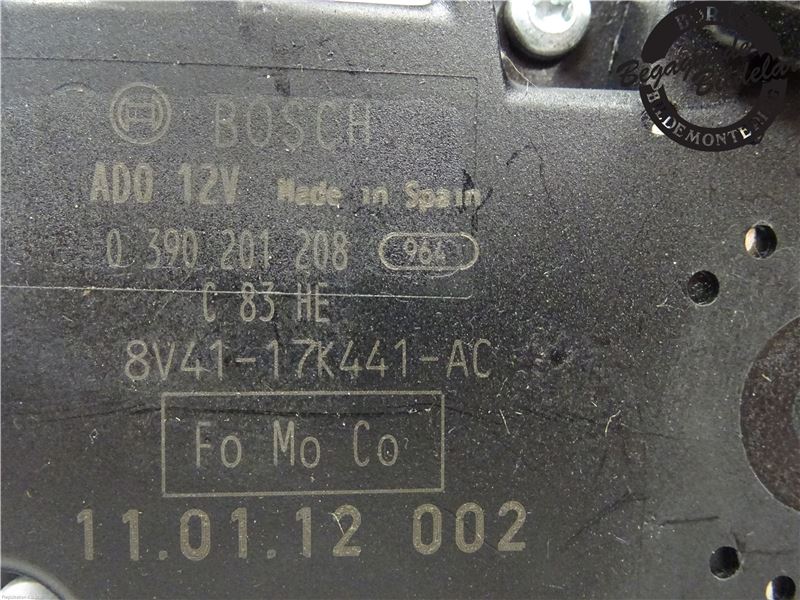 BOSCH
ADO 12V Made in Spain
0 390 201 208 964
C 83 HE
8V41-17K441-AC
Fo Mo Co
11.01.12 002